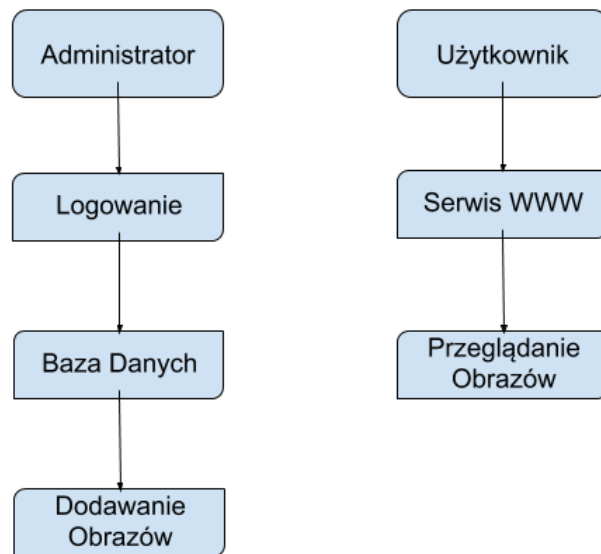 Administrator
Użytkownik
Logowanie
Serwis WWW
Baza Danych
Przeglądanie
Obrazów
Dodawanie
Obrazów